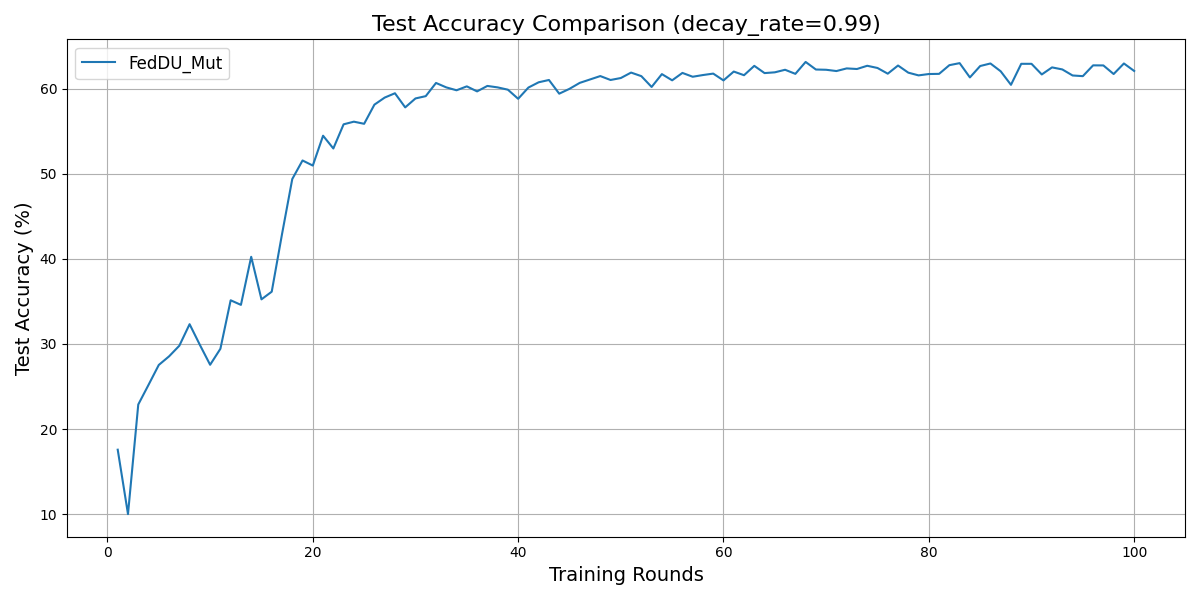 Test Accuracy Comparison (decay_rate=0.99)
FedDU_Mut
Test Accuracy (%)
60
50
40
30
20
10
0 20 40 60 80 100
Training Rounds